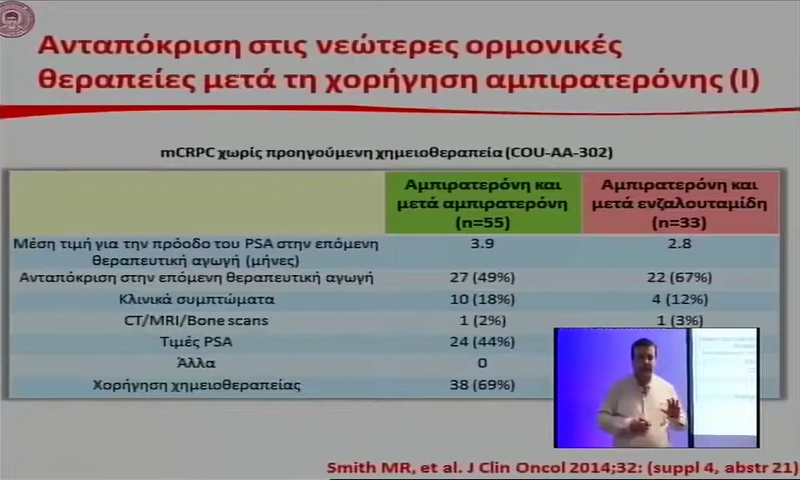 Ανταπόκριση στις νεώτερες ορμονικές
θεραπείες μετά τη χορήγηση αμπιρατερόνης (Ι)
mCRPC χωρίς προηγούμενη χημειοθεραπεία (COU-AA-302)
Αμπιρατερόνη και μετά αμπιρατερόνη (n=55)
Αμπιρατερόνη και μετά ενζαλουταμίδη (n=33)
Μέση τιμή για την πρόοδο του PSA στην επόμενη θεραπευτική αγωγή (μήνες) 3.9 2.8
Ανταπόκριση στην επόμενη θεραπευτική αγωγή 27 (49%) 22 (67%)
Κλινικά συμπτώματα 10 (18%) 4 (12%)
CT/MRI/Bone scans 1 (2%) 1 (3%)
Τιμές PSA 24 (44%)
Άλλα 0
Χορήγηση χημειοθεραπείας 38 (69%)
Smith MR, et al. J Clin Oncol 2014;32: (suppl 4, abstr 21)